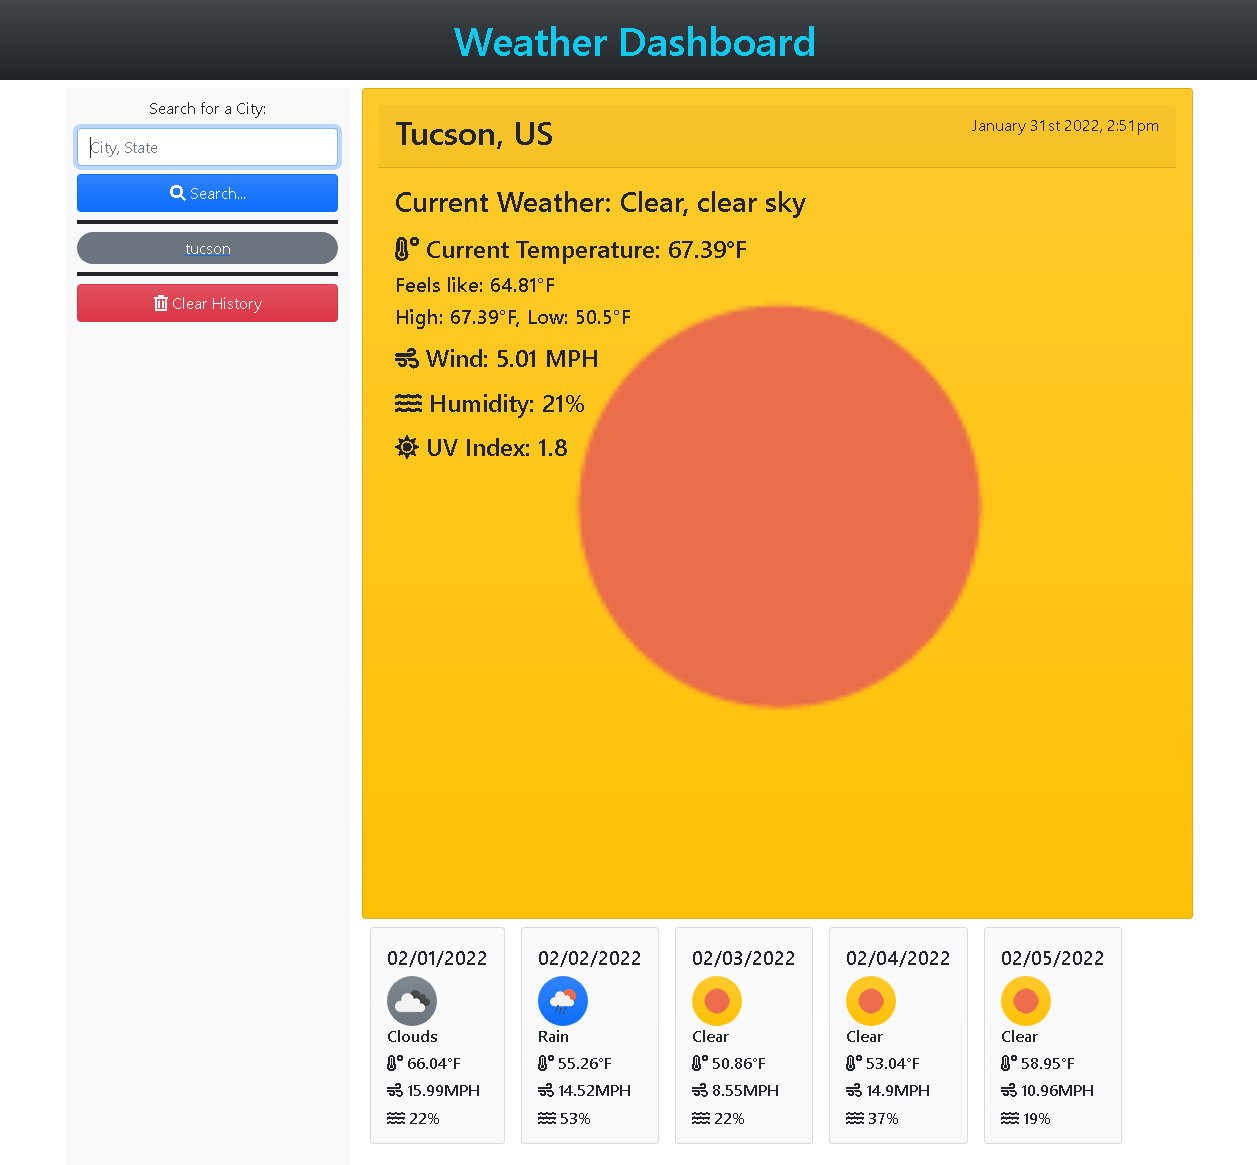 Weather Dashboard
Search for a City:
City, State
Search...
tucson
Clear History
Tucson, US
January 31st 2022, 2:51pm
Current Weather: Clear, clear sky
Current Temperature: 67.39°F
Feels like: 64.81°F
High: 67.39°F, Low: 50.5°F
Wind: 5.01 MPH
Humidity: 21%
UV Index: 1.8
02/01/2022
Clouds
66.04°F
15.99MPH
22%
02/02/2022
Rain
55.26°F
14.52MPH
53%
02/03/2022
Clear
50.86°F
8.55MPH
22%
02/04/2022
Clear
53.04°F
14.9MPH
37%
02/05/2022
Clear
58.95°F
10.96MPH
19%